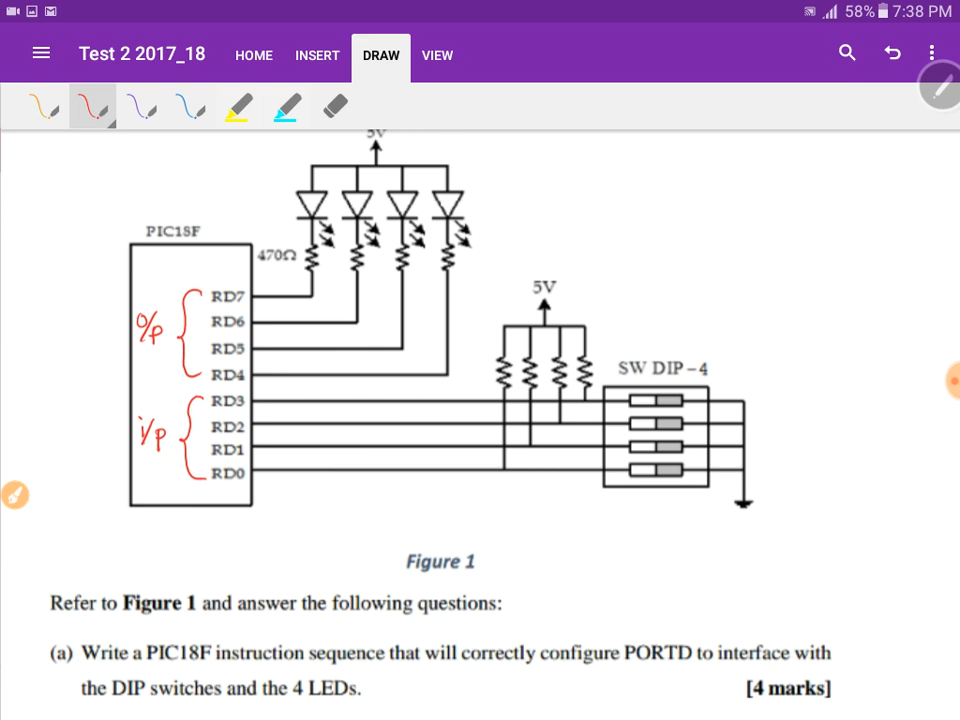 58% 7:38 PM
Test 2 2017_18 HOME INSERT DRAW VIEW
5V
PIC18F
470Ω
RD7
5V
O/P
RD6
RD5
SW DIP-4
RD4
RD3
i/P
RD2
RD1
RD0
Figure 1
Refer to Figure 1 and answer the following questions:
(a) Write a PIC18F instruction sequence that will correctly configure PORTD to interface with
the DIP switches and the 4 LEDs. [4 marks]